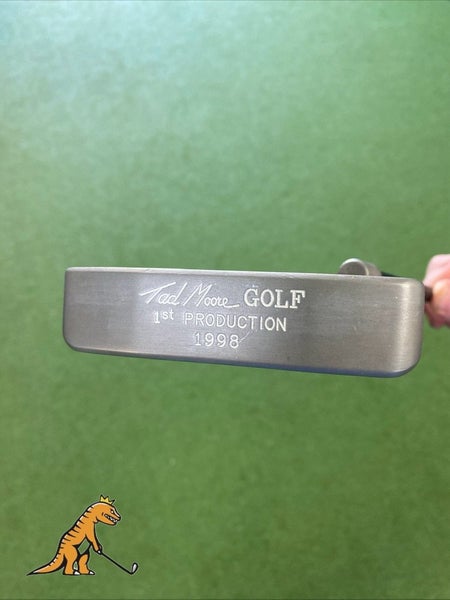 Tad Moore GOLF
1st PRODUCTION
1998